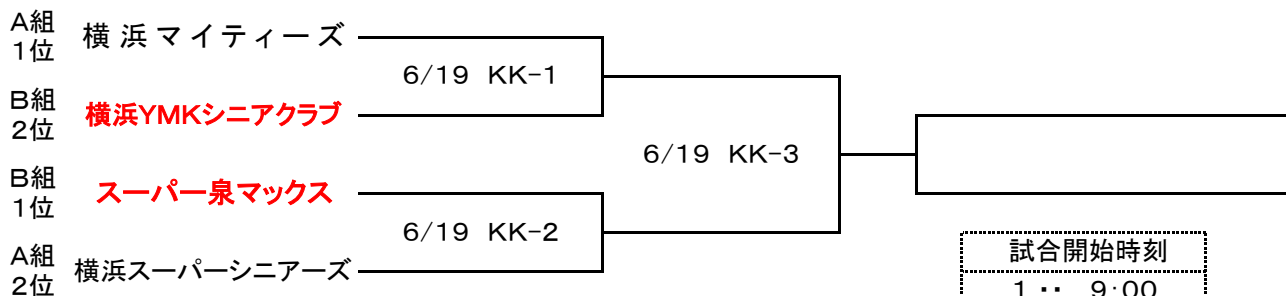 A組
1位
横浜マイティーズ
6/19 KK-1
B組
2位
横浜YMKシニアクラブ
6/19 KK-3
B組
1位
スーパー泉マックス
6/19 KK-2
A組
2位
横浜スーパーシニアーズ
試合開始時刻
1 ‥ 9:00